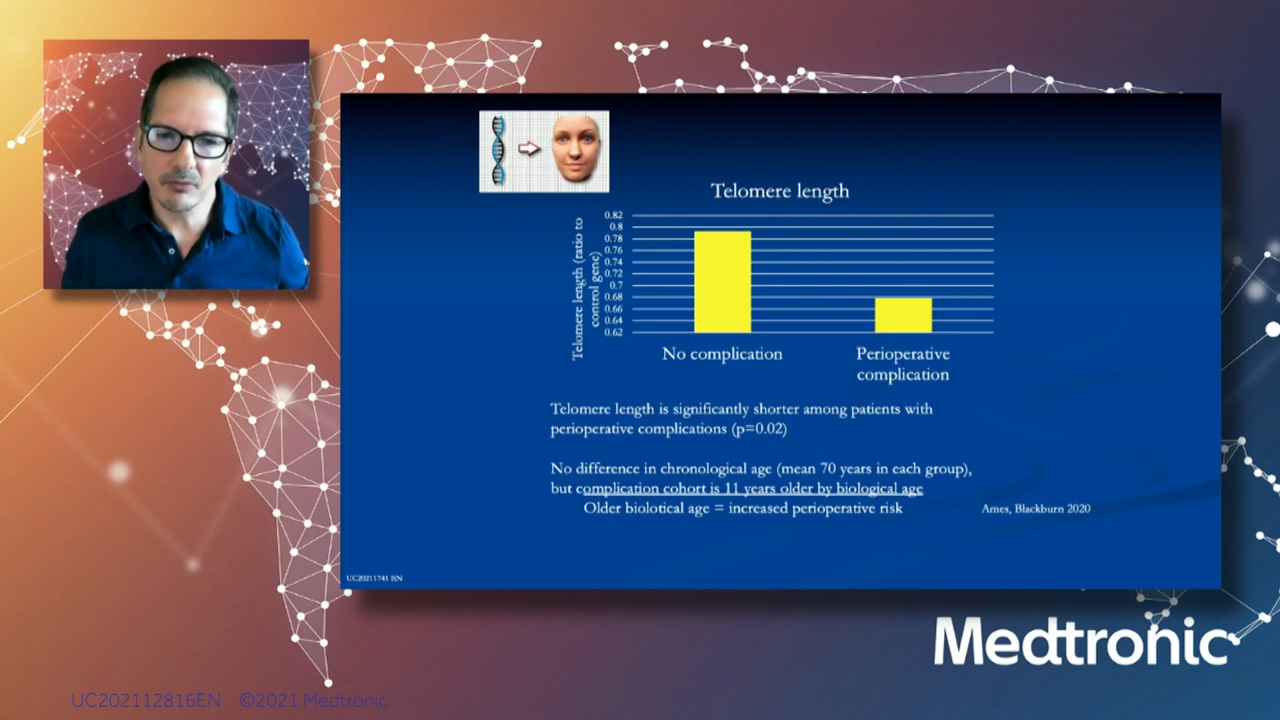 Telomere length
Telomere length (ratio to
control gene)
0.82
0.8
0.78
0.76
0.74
0.72
0.7
0.68
0.66
0.64
0.62
No complication
Perioperative
complication
Telomere length is significantly shorter among patients with
perioperative complications (p=0.02)
No difference in chronological age (mean 70 years in each group),
but complication cohort is 11 years older by biological age
Older biolotical age = increased perioperative risk
Ames, Blackburn 2020
UC20211741 EN
Medtronic
UC202112816EN ©2021 Medtronic